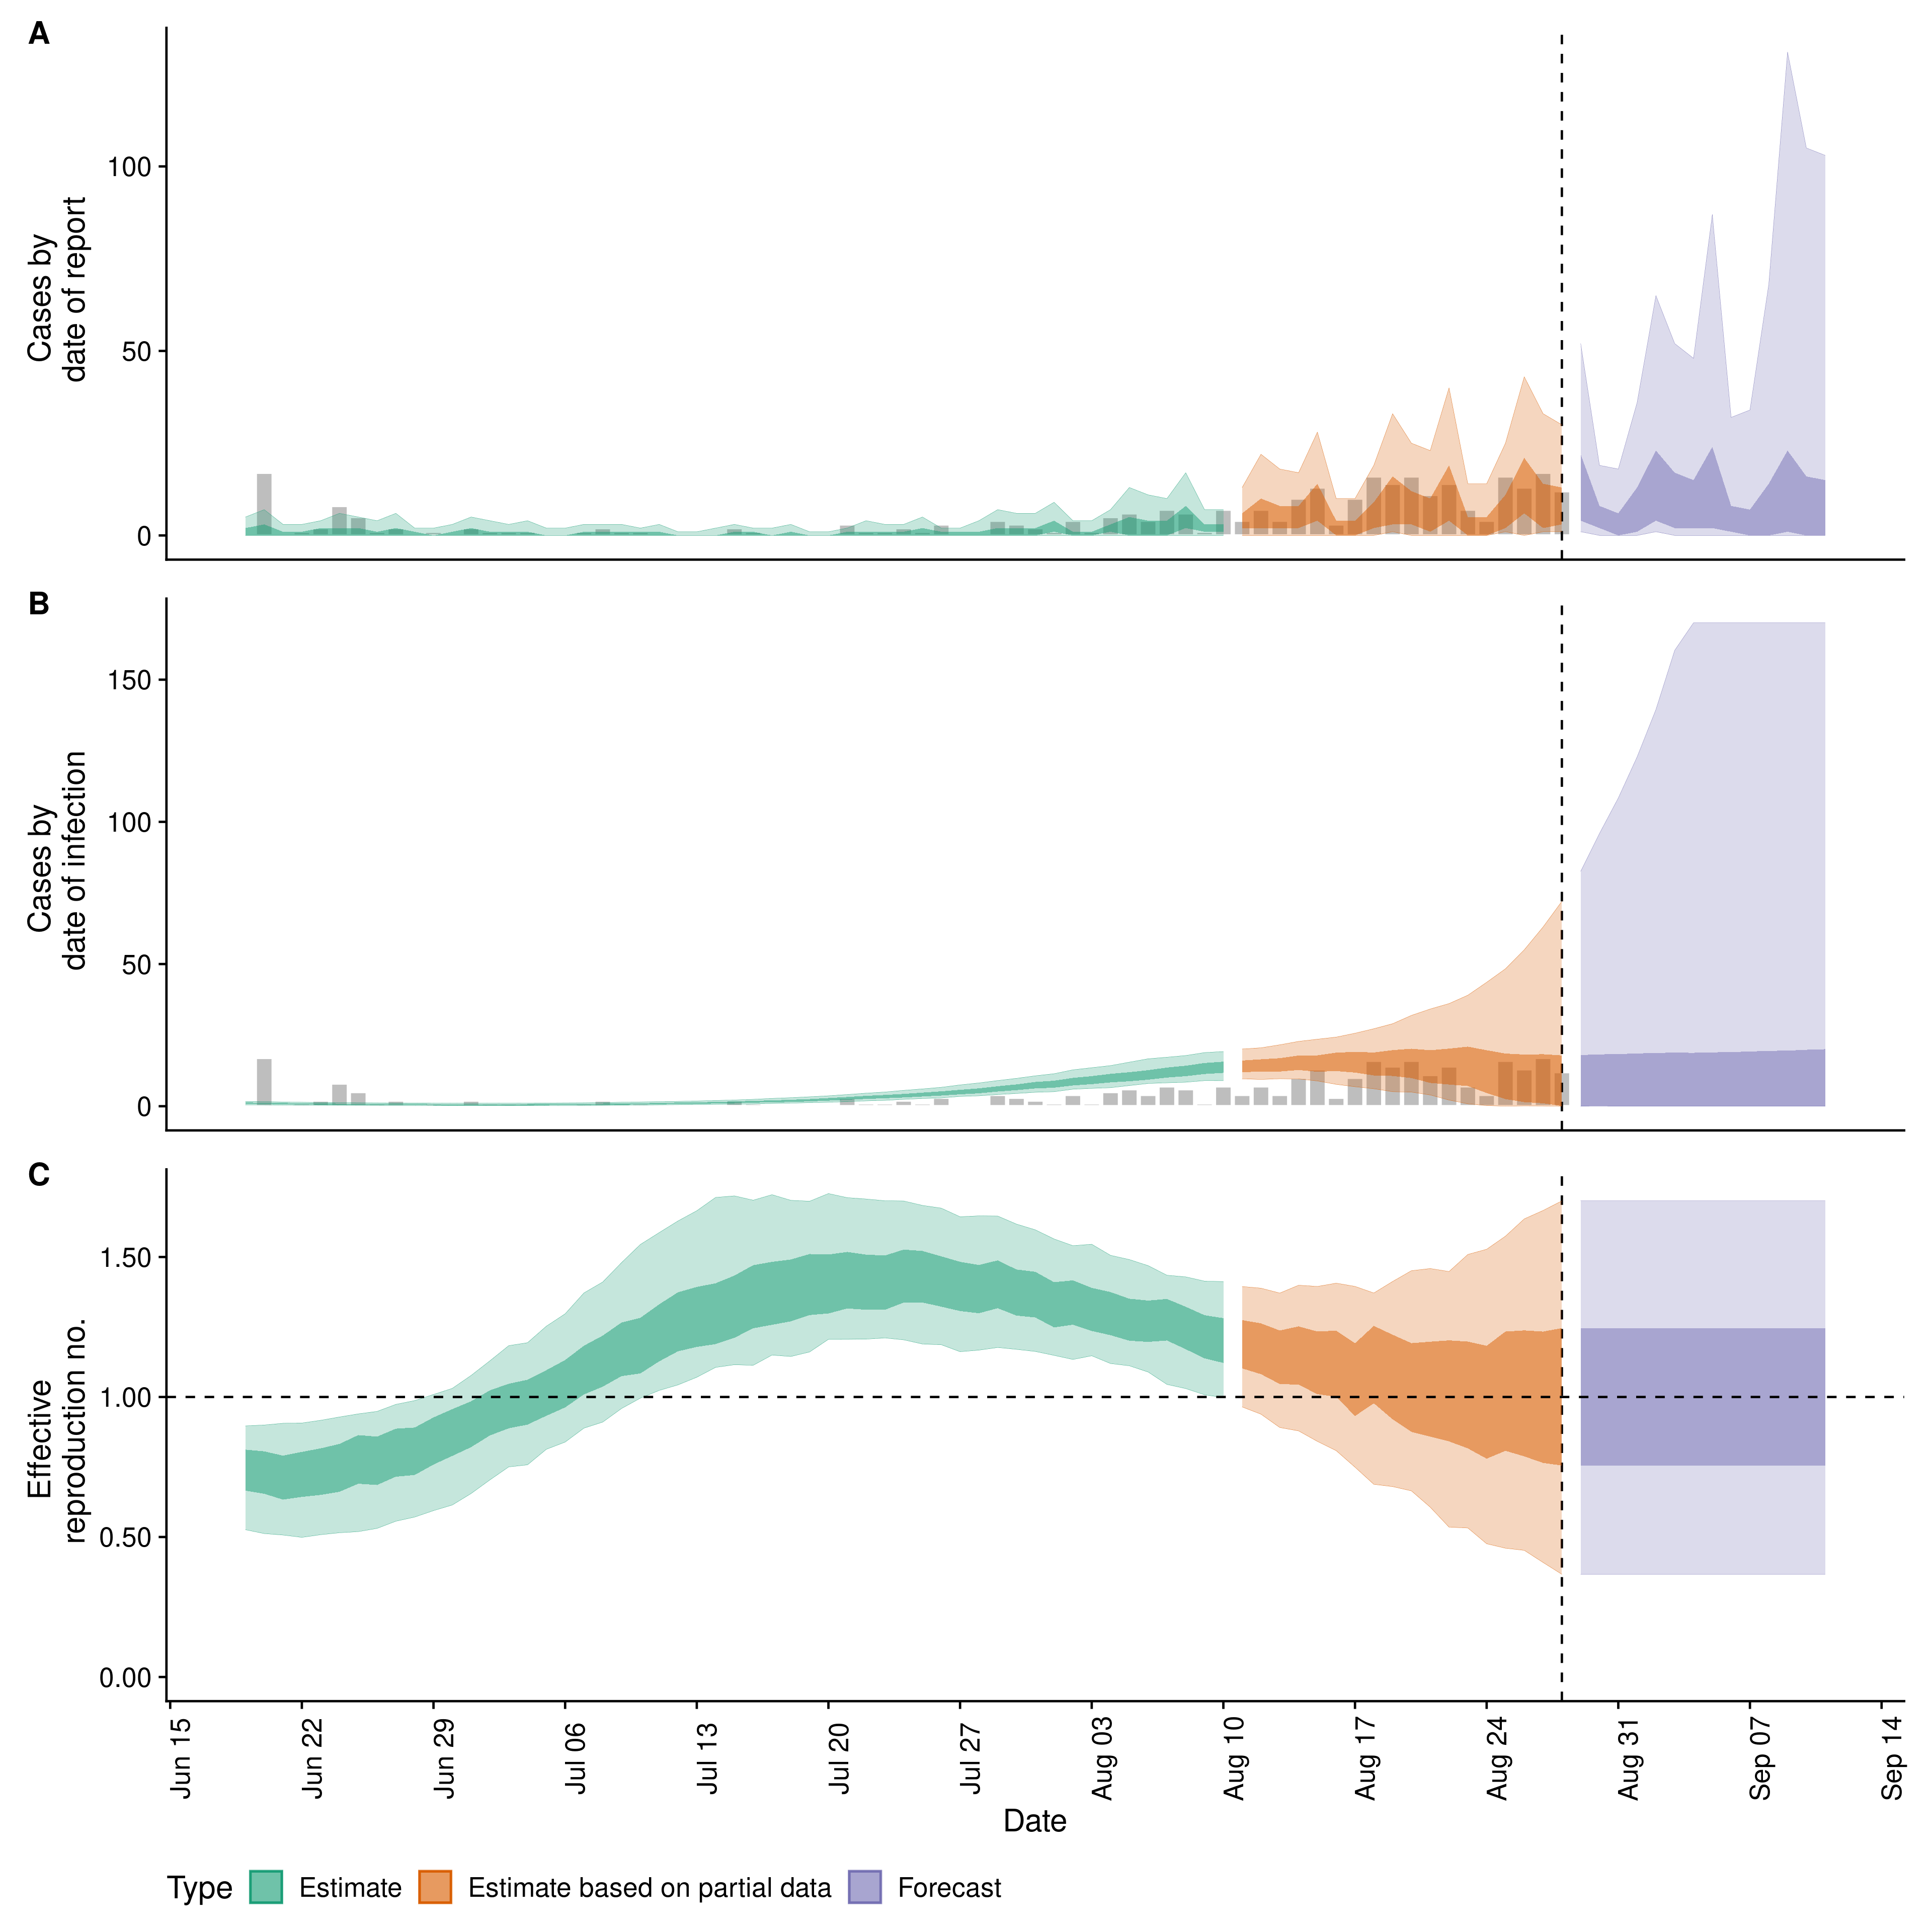 A
Cases by
date of report
100
50
0
B
Cases by
date of infection
150
100
50
0
C
Effective
reproduction no.
1.50
1.00
0.50
0.00
Jun 15
Jun 22
Jun 29
Jul 06
Jul 13
Jul 20
Jul 27
Aug 03
Aug 10
Aug 17
Aug 24
Aug 31
Sep 07
Sep 14
Date
Type Estimate Estimate based on partial data Forecast